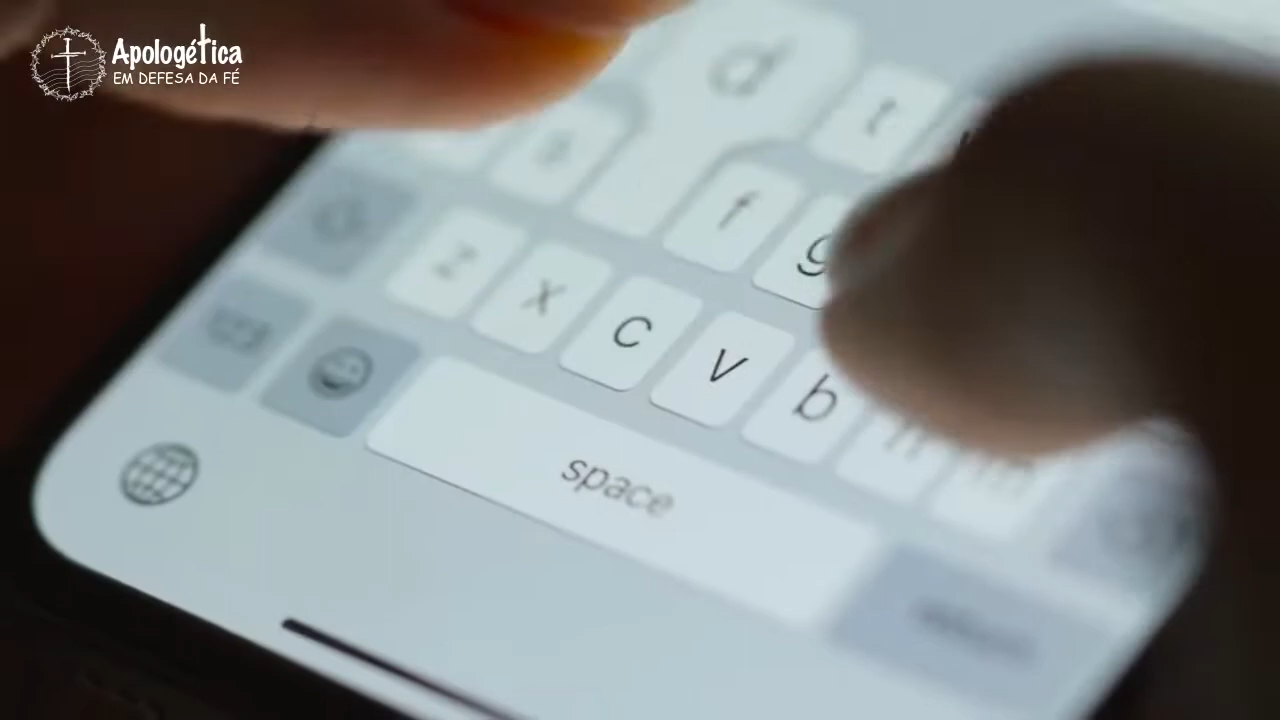 Apologética
EM DEFESA DA FÉ
d t
f g
z x c v b n m
space